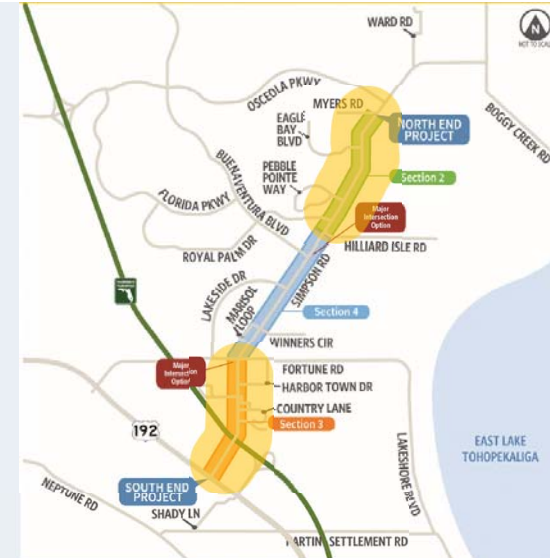 WARD RD
N
NOT TO SCALE
OSCEOLA PKWY
MYERS RD
BOGGY CREEK RD
EAGLE
BAY
BLVD
NORTH END
PROJECT
BUENAVENTURA BLVD
PEBBLE
POINTE
WAY
Section 2
FLORIDA PKWY
Major
Intersection
Option
ROYAL PALM DR
HILLIARD ISLE RD
SIMPSON RD
LAKESIDE DR
MARISOL
LOOP
Section 4
WINNERS CIR
Major
Intersection
Option
FORTUNE RD
HARBOR TOWN DR
COUNTRY LANE
Section 3
192
LAKESHORE BLVD
EAST LAKE
TOHOPEKALIGA
SOUTH END
PROJECT
NEPTUNE RD
SHADY LN
PARTIN SETTLEMENT RD